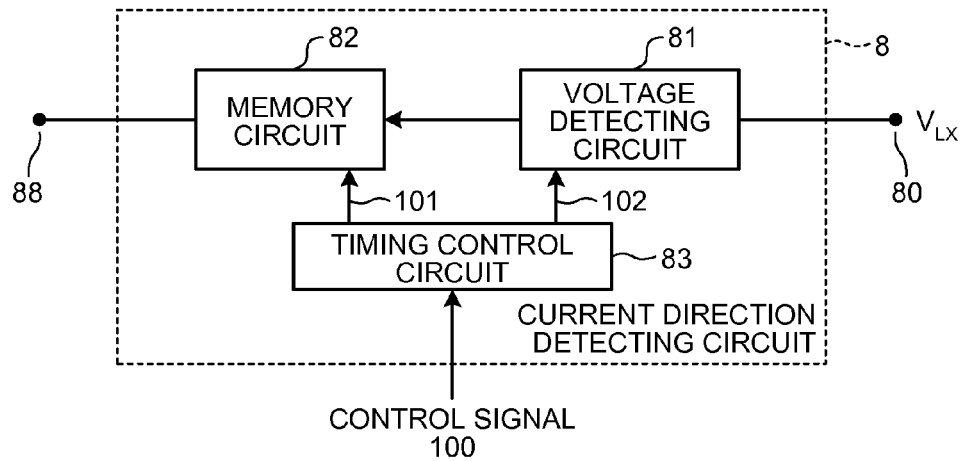 82
81
8
MEMORY
CIRCUIT
VOLTAGE
DETECTING
CIRCUIT
V_LX
88
101
102
80
TIMING CONTROL
CIRCUIT
83
CURRENT DIRECTION
DETECTING CIRCUIT
CONTROL SIGNAL
100